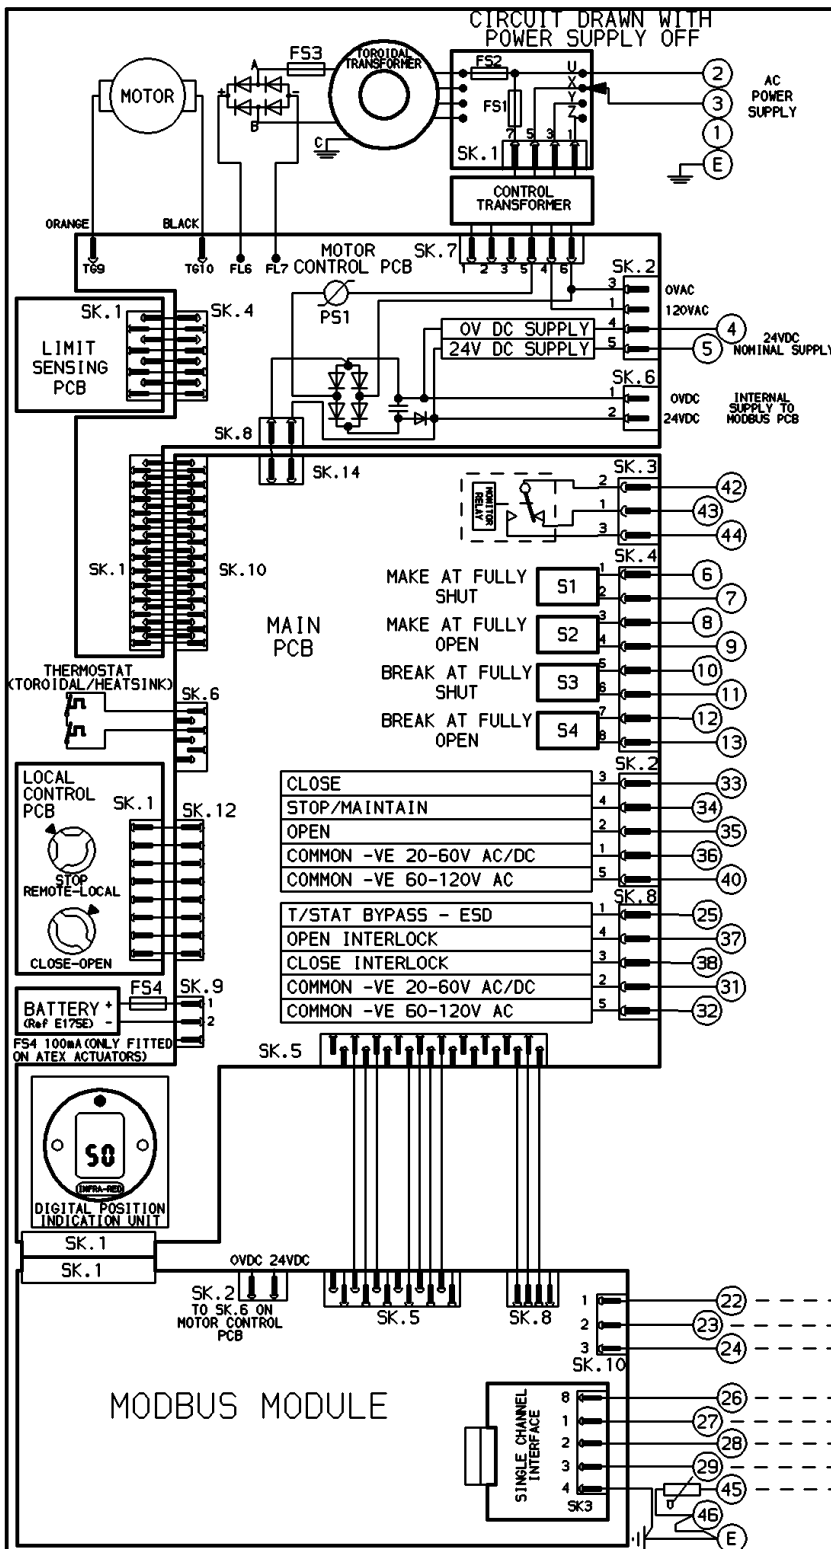 CIRCUIT DRAWN WITH
POWER SUPPLY OFF
MOTOR
A
B
+
-
FS3
TOROIDAL
TRANSFORMER
C
FS2
FS1
U
X
Y
Z
7 5 3 1
SK.1
2
3
1
E
AC
POWER
SUPPLY
CONTROL
TRANSFORMER
ORANGE
BLACK
TG9
TG10
FL6
FL7
MOTOR
CONTROL PCB
SK.7
1 2 3 5 4 6
PS1
SK.2
3 0VAC
1 120VAC
0V DC SUPPLY 4 4
24V DC SUPPLY 5 5
24VDC
NOMINAL SUPPLY
SK.6
1 0VDC
2 24VDC
INTERNAL
SUPPLY TO
MODBUS PCB
SK.1
SK.4
LIMIT
SENSING
PCB
SK.8
SK.14
SK.1
SK.10
MAIN
PCB
MONITOR
RELAY
SK.3
2 42
1 43
3 44
SK.4
MAKE AT FULLY
SHUT
S1
1 6
2 7
MAKE AT FULLY
OPEN
S2
3 8
4 9
BREAK AT FULLY
SHUT
S3
5 10
6 11
BREAK AT FULLY
OPEN
S4
7 12
8 13
THERMOSTAT
(TOROIDAL/HEATSINK)
SK.6
SK.2
CLOSE 3 33
STOP/MAINTAIN 4 34
OPEN 2 35
COMMON -VE 20-60V AC/DC 1 36
COMMON -VE 60-120V AC 5 40
SK.8
T/STAT BYPASS - ESD 1 25
OPEN INTERLOCK 4 37
CLOSE INTERLOCK 3 38
COMMON -VE 20-60V AC/DC 2 31
COMMON -VE 60-120V AC 5 32
LOCAL
CONTROL
PCB
SK.1
SK.12
STOP
REMOTE-LOCAL
CLOSE-OPEN
BATTERY + -
(Ref E175E)
FS4
SK.9
1
2
FS4 100mA(ONLY FITTED
ON ATEX ACTUATORS)
SK.5
50
INFRA-RED
DIGITAL POSITION
INDICATION UNIT
SK.1
SK.1
0VDC 24VDC
SK.2
TO SK.6 ON
MOTOR CONTROL
PCB
SK.5
SK.8
1 22
2 23
3 24
SK.10
MODBUS MODULE
SINGLE CHANNEL
INTERFACE
8 26
1 27
2 28
3 29
4 45
SK3
U
46
E